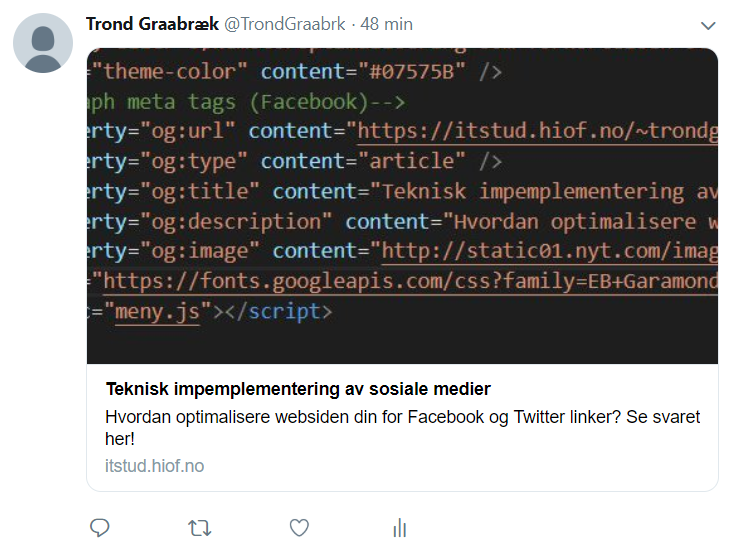 Trond Graabræk @TrondGraabrk · 48 min
="theme-color" content="#07575B" />
aph meta tags (Facebook)-->
erty="og:url" content="https://itstud.hiof.no/~trondg
erty="og:type" content="article" />
erty="og:title" content="Teknisk impemplementering av
erty="og:description" content="Hvordan optimalisere w
erty="og:image" content="http://static01.nyt.com/imag
="https://fonts.googleapis.com/css?family=EB+Garamond
c="meny.js"></script>
Teknisk impemplementering av sosiale medier
Hvordan optimalisere websiden din for Facebook og Twitter linker? Se svaret
her!
itstud.hiof.no